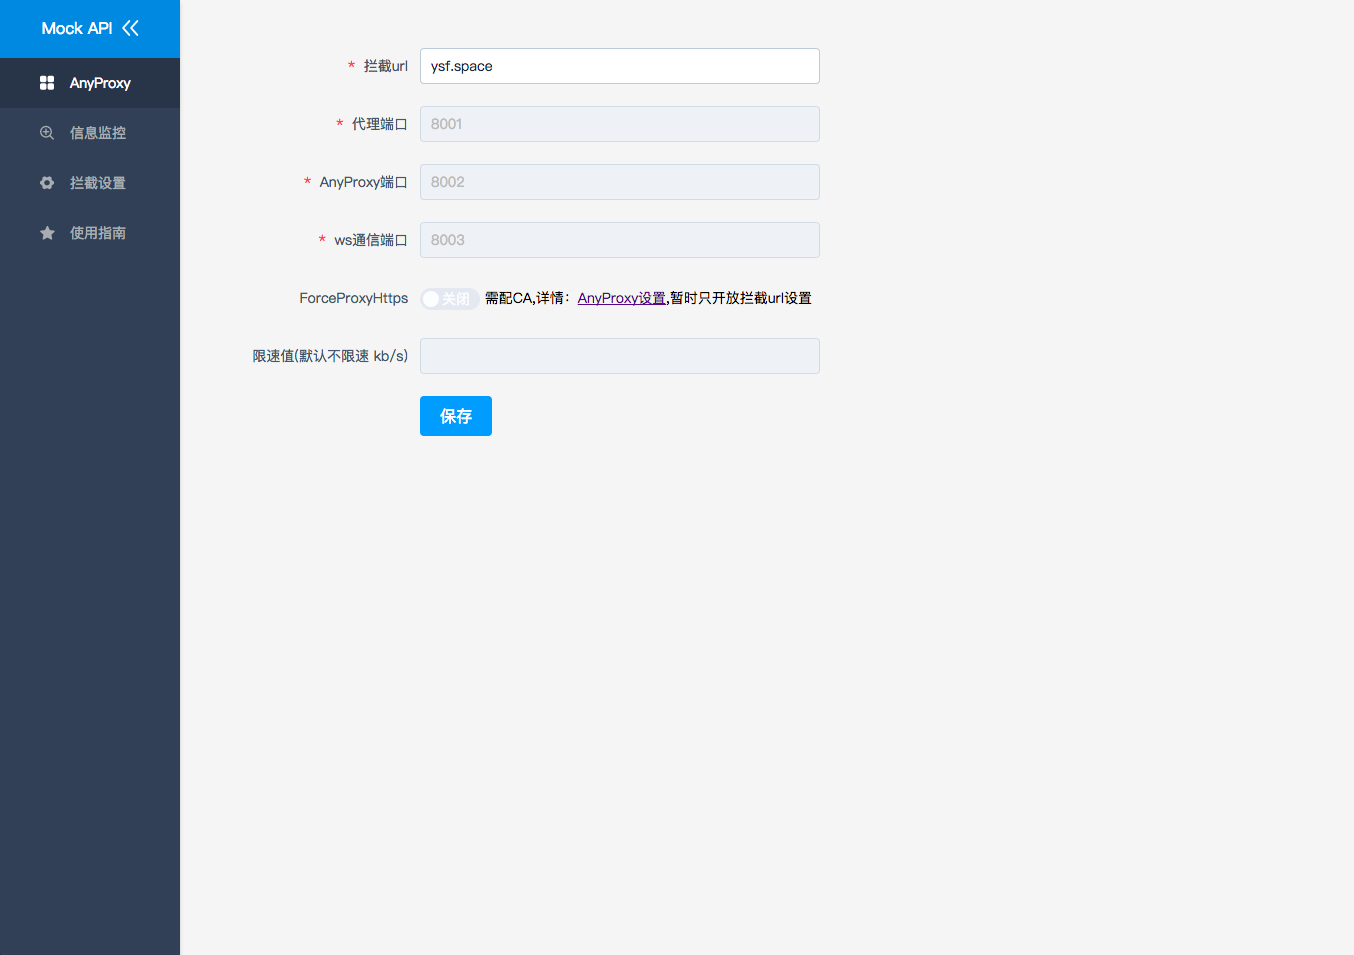 Mock API
AnyProxy
信息监控
拦截设置
使用指南
* 拦截url ysf.space
* 代理端口 8001
* AnyProxy端口 8002
* ws通信端口 8003
ForceProxyHttps 关闭 需配CA,详情：AnyProxy设置,暂时只开放拦截url设置
限速值(默认不限速 kb/s)
保存